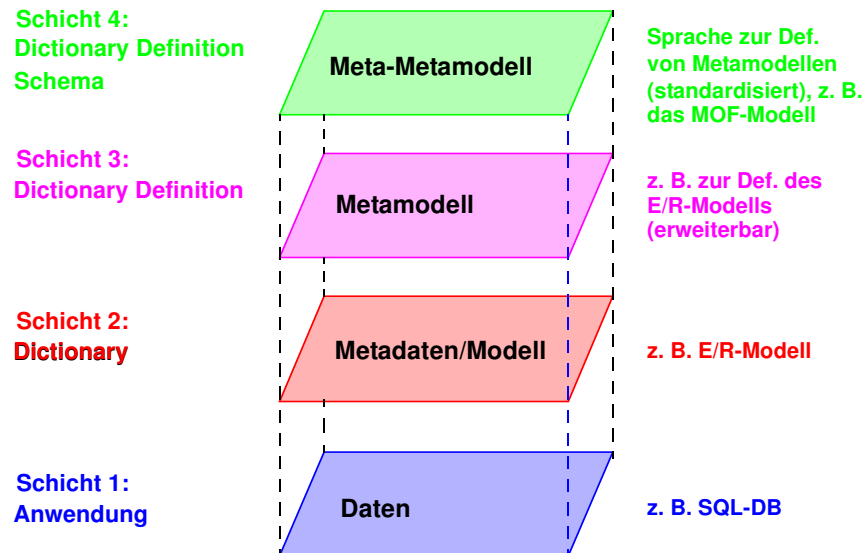 Schicht 4:
Dictionary Definition
Schema
Meta-Metamodell
Sprache zur Def.
von Metamodellen
(standardisiert), z. B.
das MOF-Modell
Schicht 3:
Dictionary Definition
Metamodell
z. B. zur Def. des
E/R-Modells
(erweiterbar)
Schicht 2:
Dictionary
Metadaten/Modell
z. B. E/R-Modell
Schicht 1:
Anwendung
Daten
z. B. SQL-DB